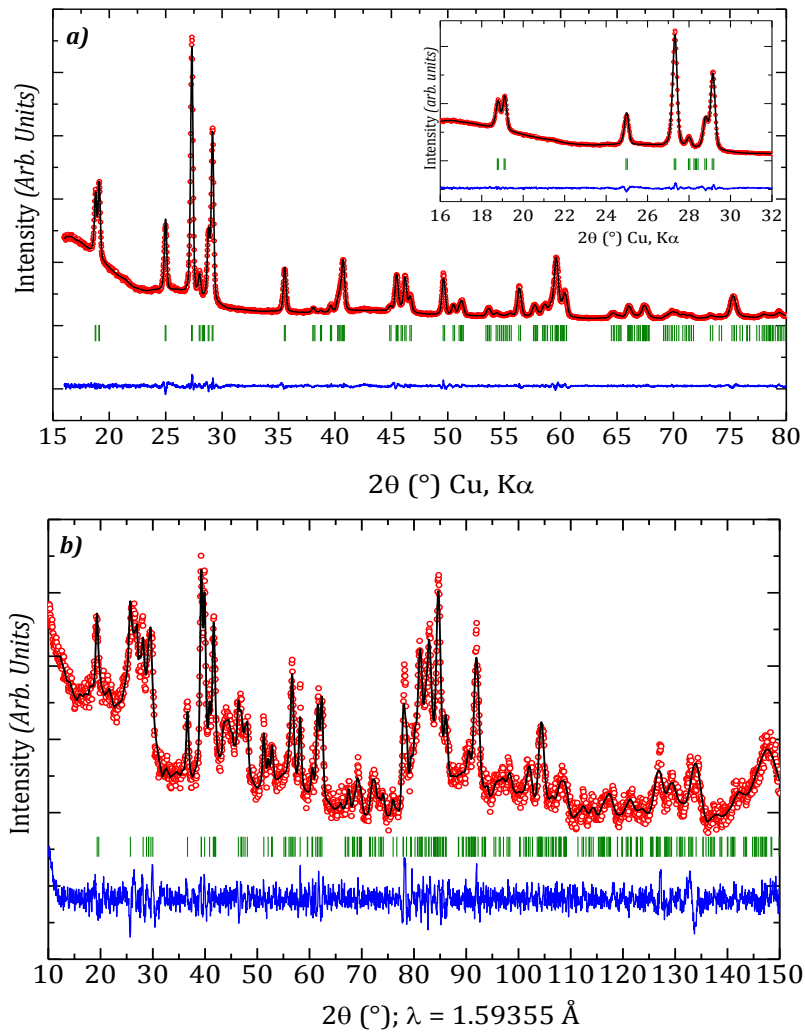 a)
Intensity (Arb. Units)
15 20 25 30 35 40 45 50 55 60 65 70 75 80
2θ (°) Cu, Kα
Intensity (arb. units)
16 18 20 22 24 26 28 30 32
2θ (°) Cu, Kα
b)
Intensity (Arb. Units)
10 20 30 40 50 60 70 80 90 100 110 120 130 140 150
2θ (°); λ = 1.59355 Å